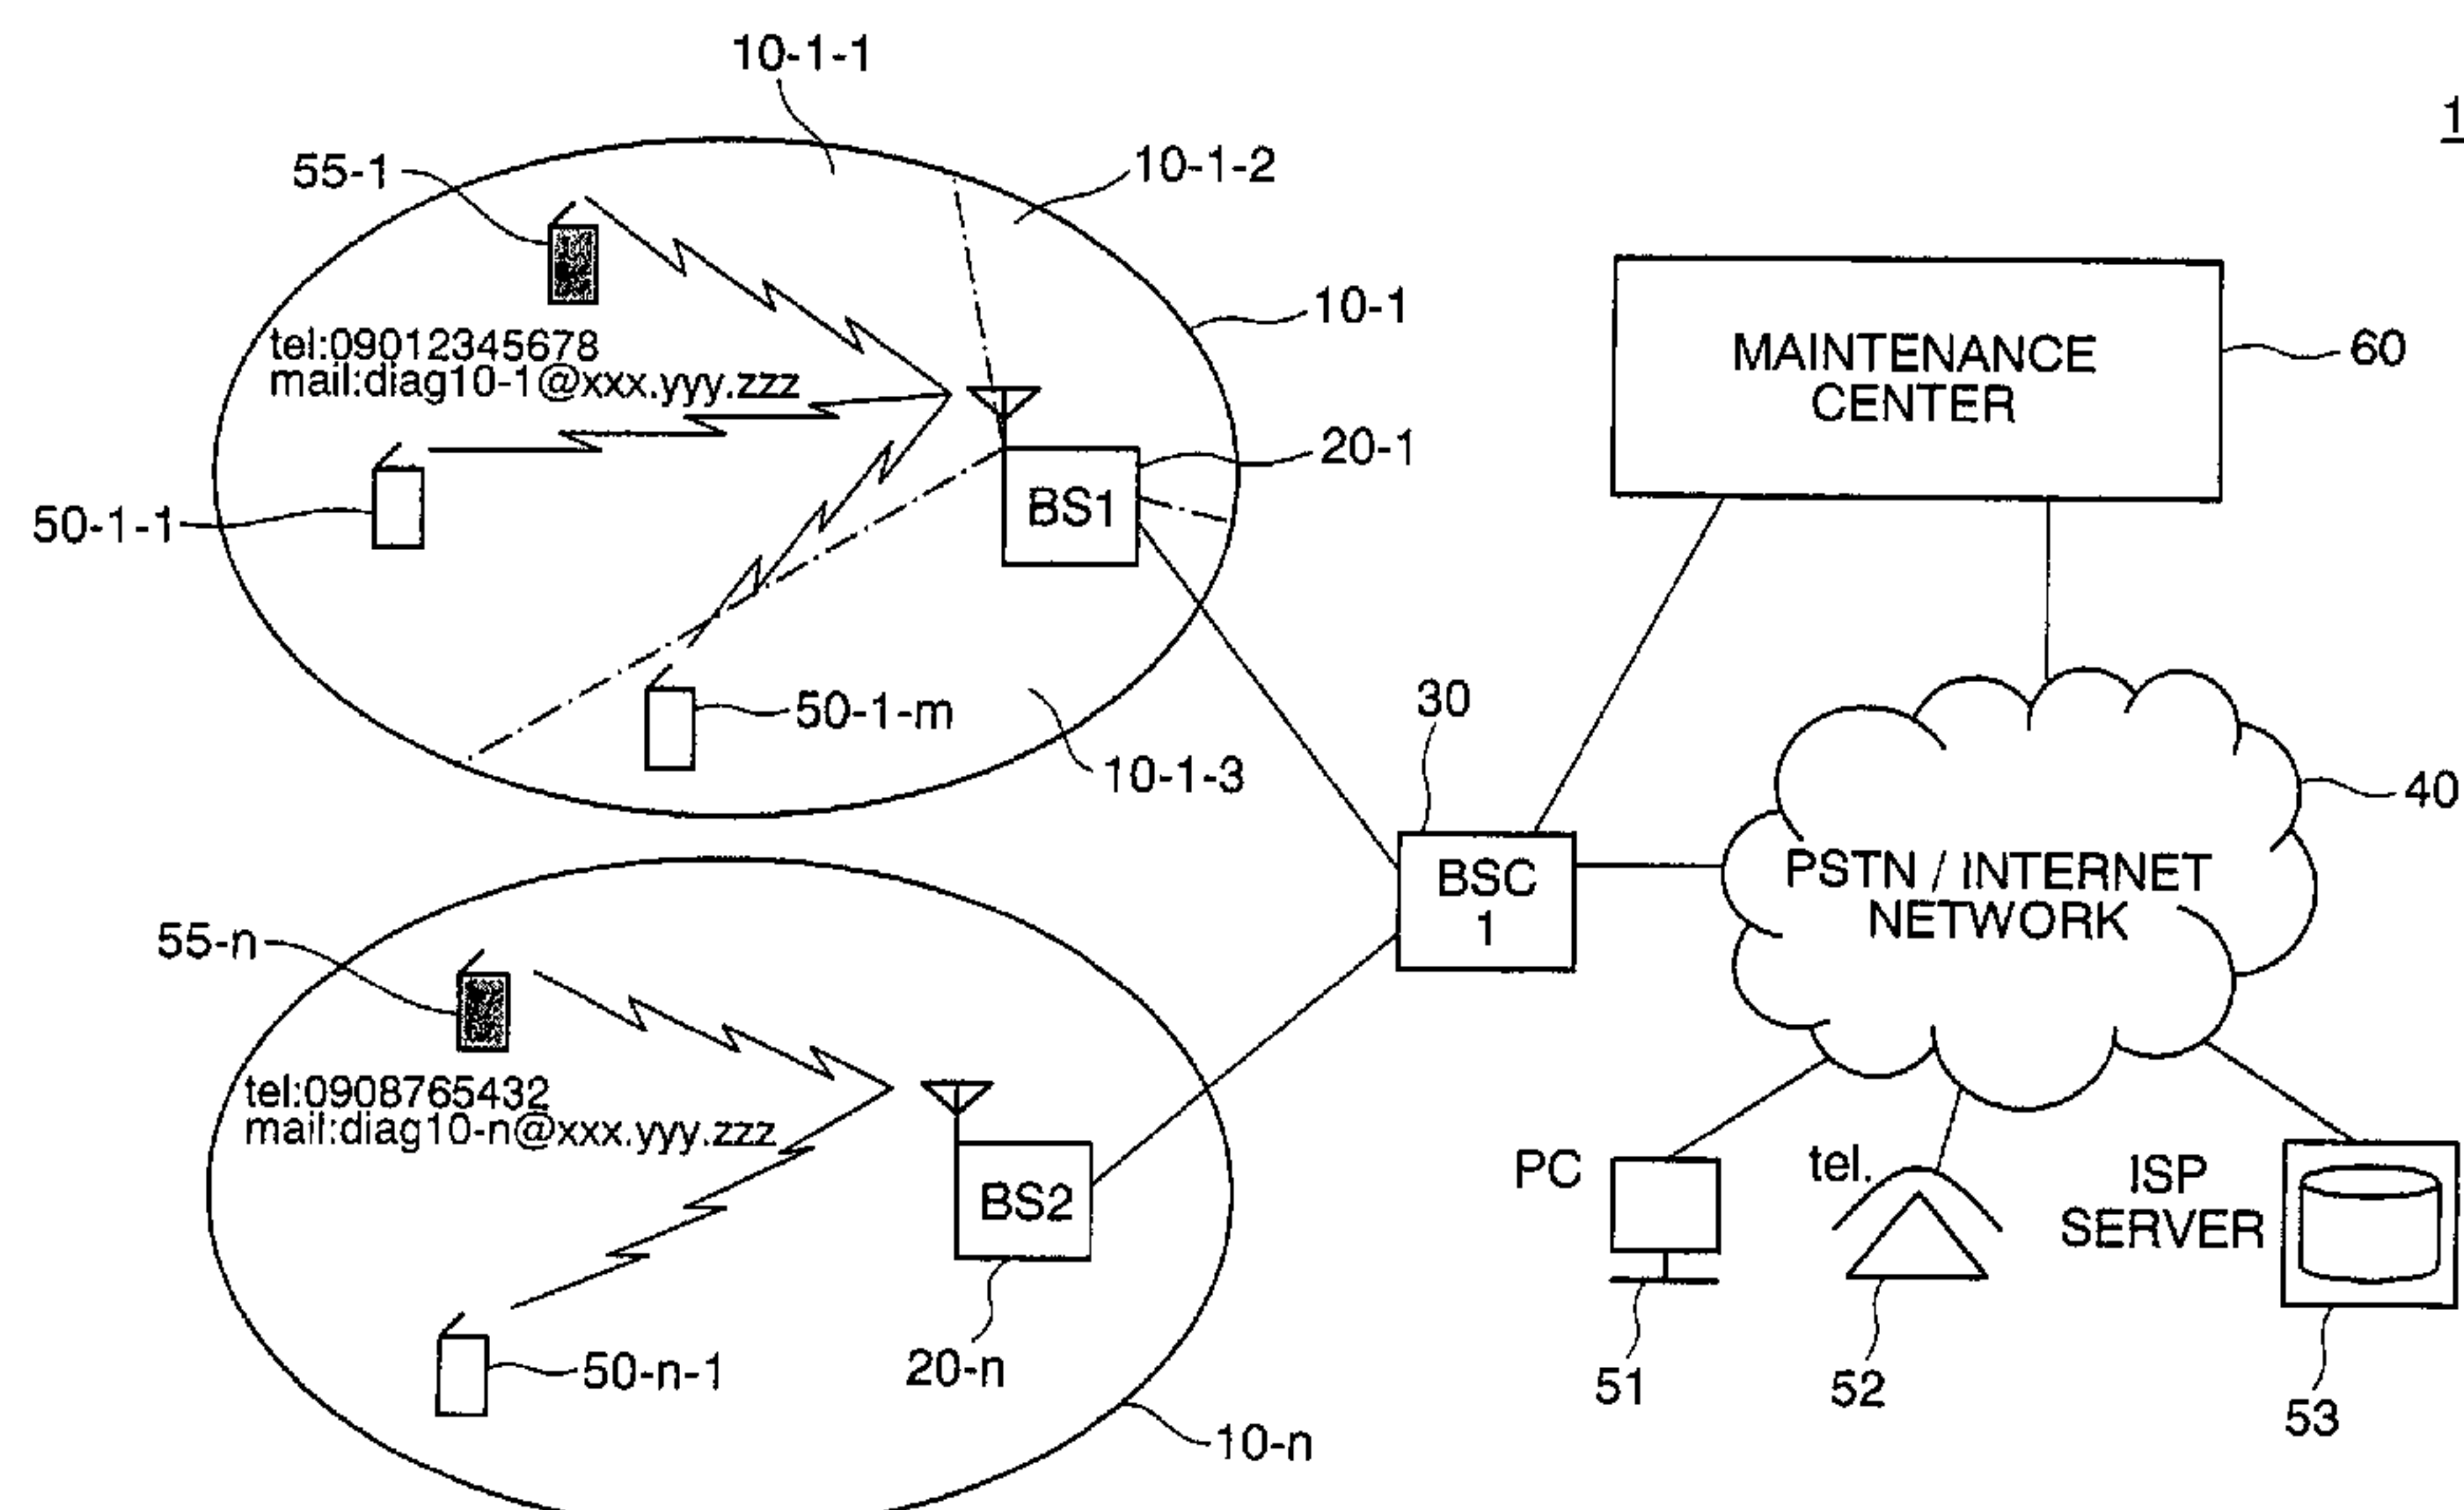 10-1-1
1
55-1
10-1-2
10-1
tel:09012345678
mail:diag10-1@xxx.yyy.zzz
MAINTENANCE
CENTER
60
20-1
BS1
50-1-1
50-1-m
10-1-3
30
40
BSC
1
PSTN / INTERNET
NETWORK
55-n
tel:0908765432
mail:diag10-n@xxx.yyy.zzz
BS2
PC
tel.
ISP
SERVER
50-n-1
20-n
51
52
53
10-n